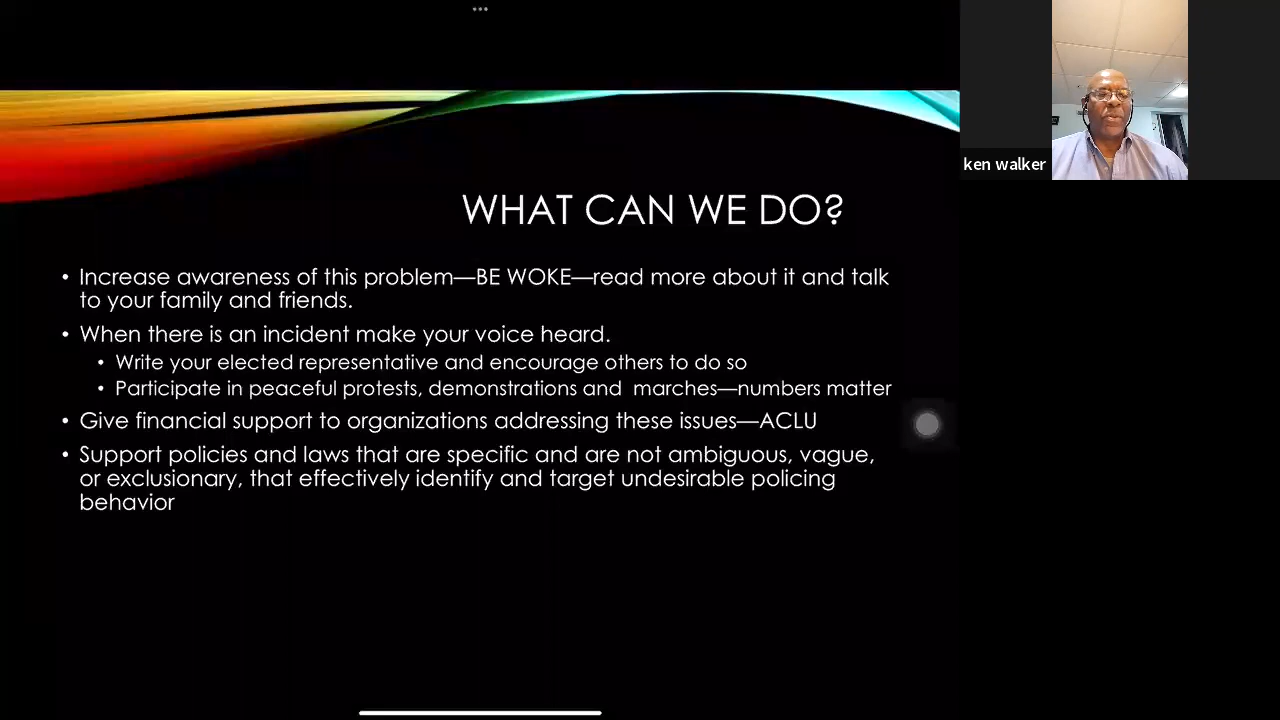 WHAT CAN WE DO?
• Increase awareness of this problem—BE WOKE—read more about it and talk
to your family and friends.
• When there is an incident make your voice heard.
• Write your elected representative and encourage others to do so
• Participate in peaceful protests, demonstrations and marches—numbers matter
• Give financial support to organizations addressing these issues—ACLU
• Support policies and laws that are specific and are not ambiguous, vague,
or exclusionary, that effectively identify and target undesirable policing
behavior
ken walker